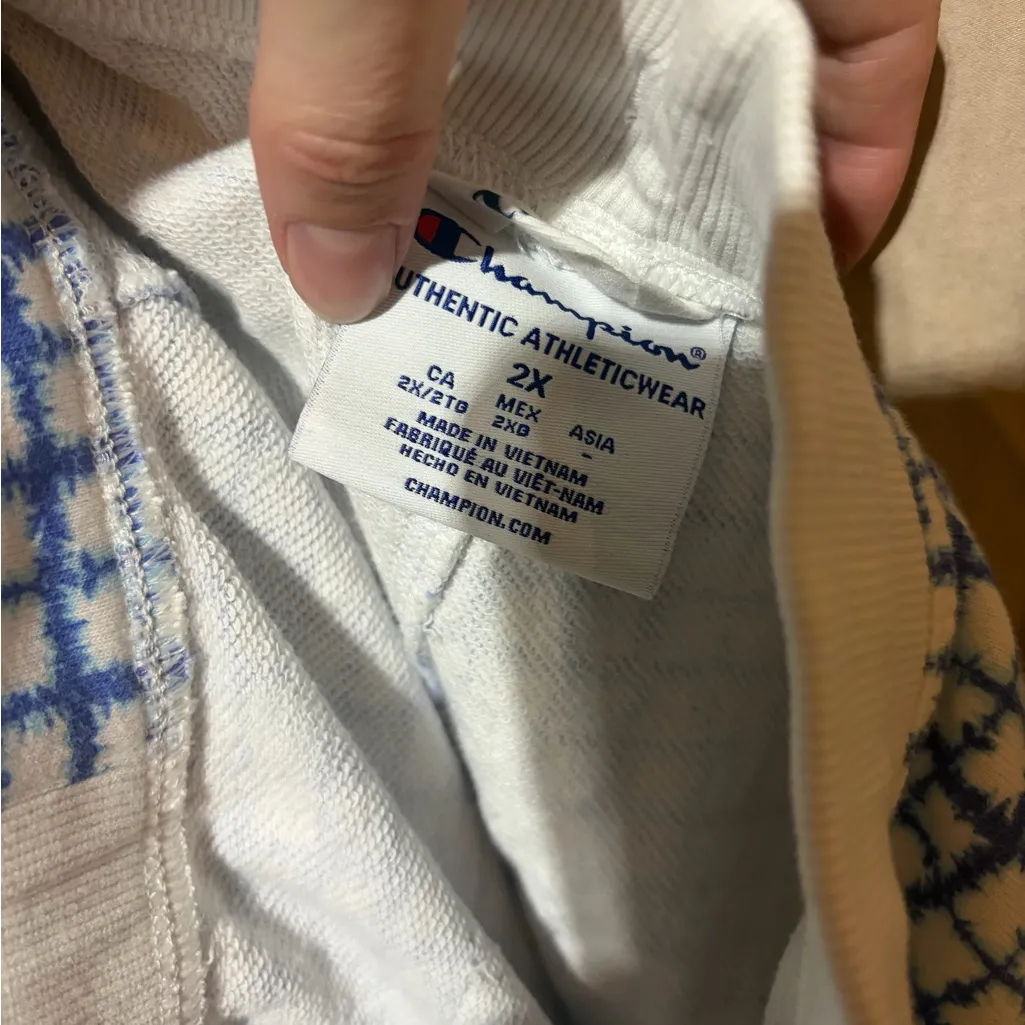 Champion®
UTHENTIC ATHLETICWEAR
2X
CA
2X/2TG
MEX
2XG
ASIA
-
MADE IN VIETNAM
FABRIQUÉ AU VIÊT-NAM
HECHO EN VIETNAM
CHAMPION.COM